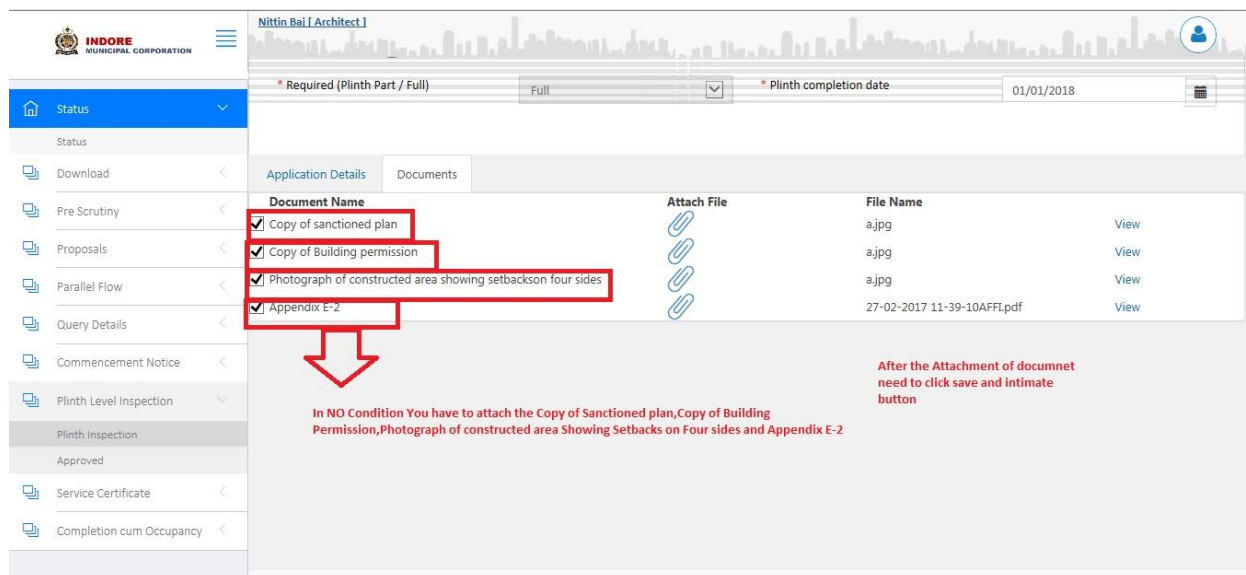 INDORE
MUNICIPAL CORPORATION
Nittin Bai [ Architect ]
* Required (Plinth Part / Full)
Full
* Plinth completion date
01/01/2018
Status
Status
Download
Pre Scrutiny
Proposals
Parallel Flow
Query Details
Commencement Notice
Plinth Level Inspection
Plinth Inspection
Approved
Service Certificate
Completion cum Occupancy
Application Details Documents
Document Name Attach File File Name
Copy of sanctioned plan a.jpg View
Copy of Building permission a.jpg View
Photograph of constructed area showing setbackson four sides a.jpg View
Appendix E-2 27-02-2017 11-39-10AFFI.pdf View
After the Attachment of documnet
need to click save and intimate
button
In NO Condition You have to attach the Copy of Sanctioned plan,Copy of Building
Permission,Photograph of constructed area Showing Setbacks on Four sides and Appendix E-2